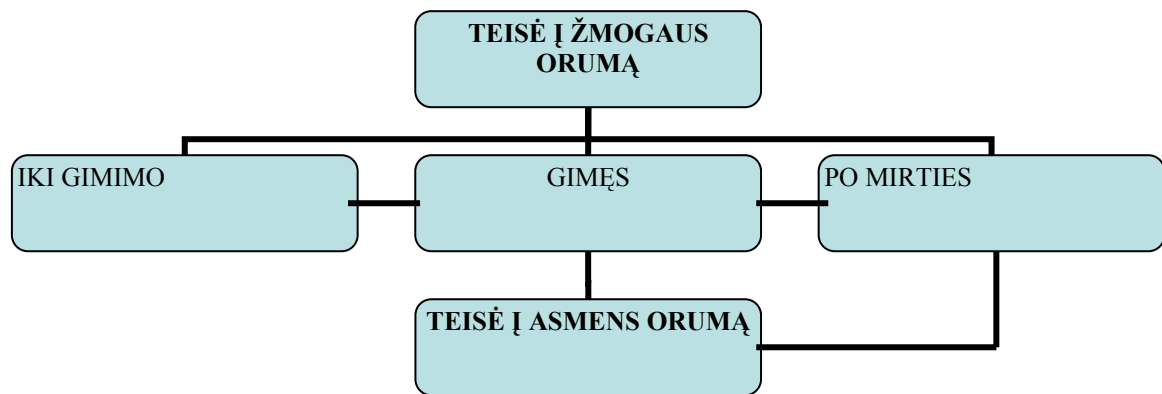 TEISĖ Į ŽMOGAUS
ORUMĄ
IKI GIMIMO
GIMĘS
PO MIRTIES
TEISĖ Į ASMENS ORUMĄ